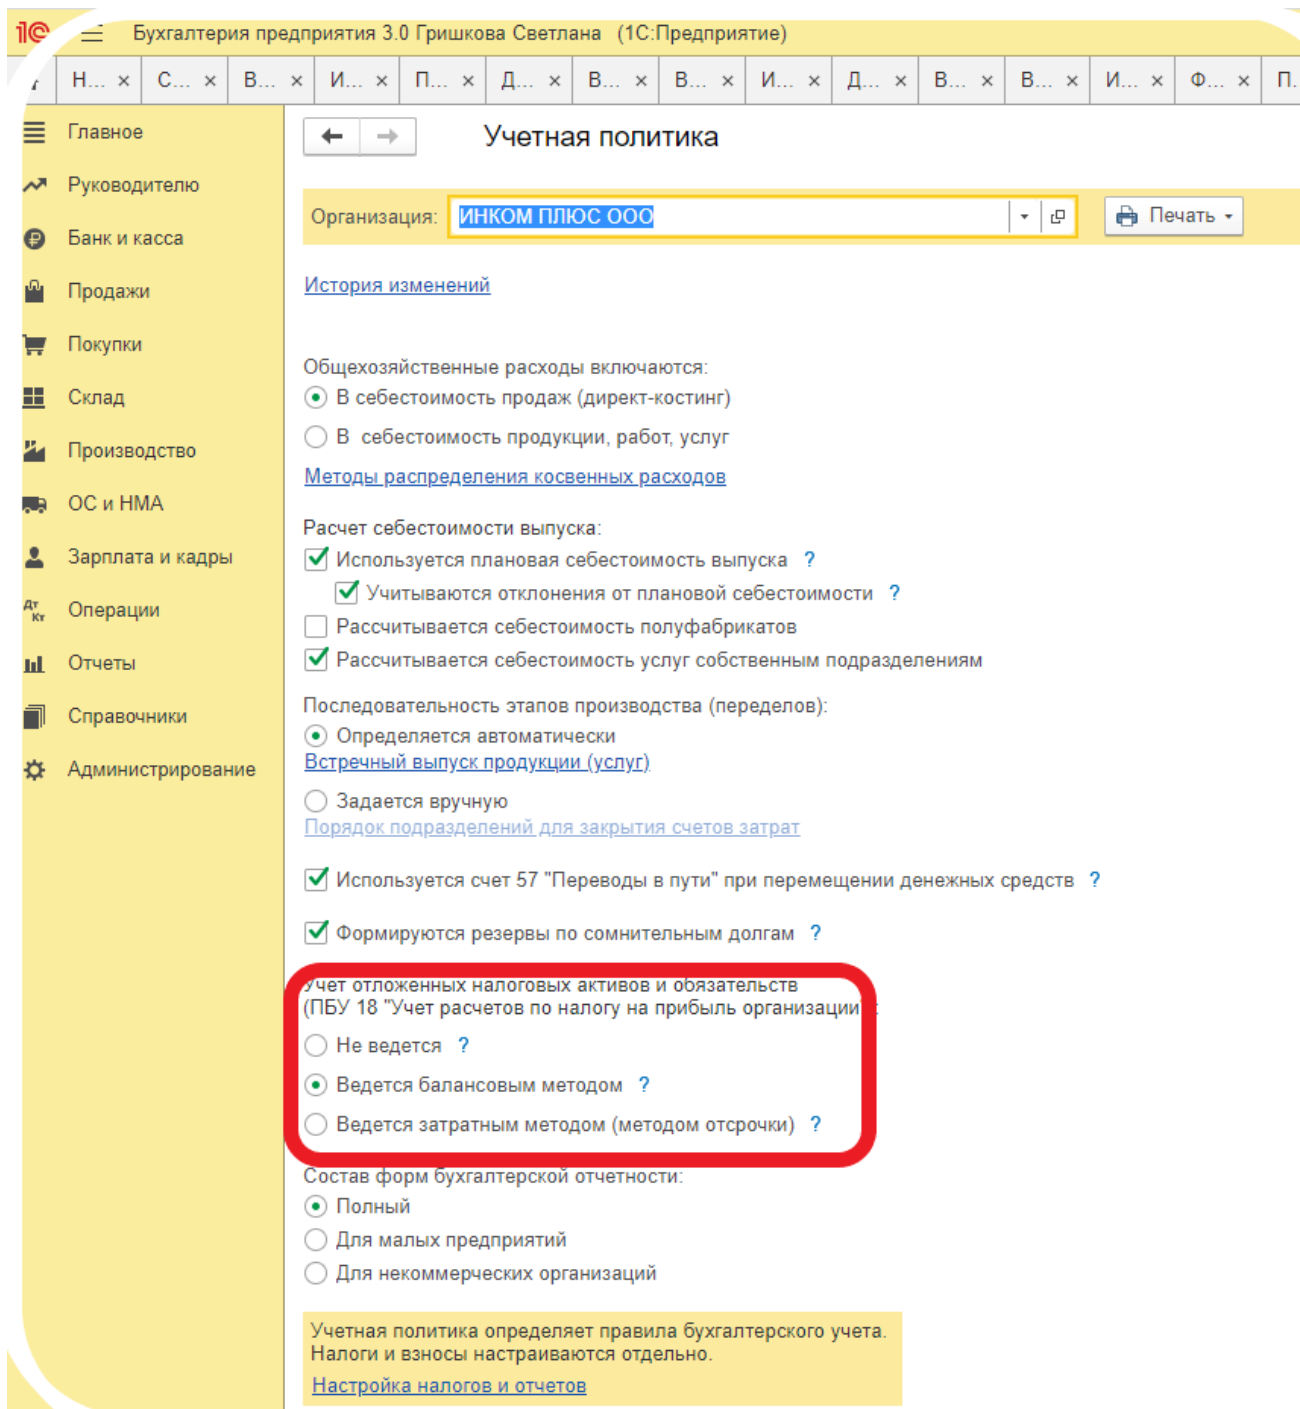 1С Бухгалтерия предприятия 3.0 Гришкова Светлана (1С:Предприятие)
Н... × С... × В... × И... × П... × Д... × В... × В... × И... × Д... × В... × В... × И... × Ф... × П.
Главное
Руководителю
Банк и касса
Продажи
Покупки
Склад
Производство
ОС и НМА
Зарплата и кадры
Дт Кт Операции
Отчеты
Справочники
Администрирование
Учетная политика
Организация: ИНКОМ ПЛЮС ООО Печать
История изменений
Общехозяйственные расходы включаются:
В себестоимость продаж (директ-костинг)
В себестоимость продукции, работ, услуг
Методы распределения косвенных расходов
Расчет себестоимости выпуска:
Используется плановая себестоимость выпуска ?
Учитываются отклонения от плановой себестоимости ?
Рассчитывается себестоимость полуфабрикатов
Рассчитывается себестоимость услуг собственным подразделениям
Последовательность этапов производства (переделов):
Определяется автоматически
Встречный выпуск продукции (услуг)
Задается вручную
Порядок подразделений для закрытия счетов затрат
Используется счет 57 "Переводы в пути" при перемещении денежных средств ?
Формируются резервы по сомнительным долгам ?
Учет отложенных налоговых активов и обязательств
(ПБУ 18 "Учет расчетов по налогу на прибыль организации"):
Не ведется ?
Ведется балансовым методом ?
Ведется затратным методом (методом отсрочки) ?
Состав форм бухгалтерской отчетности:
Полный
Для малых предприятий
Для некоммерческих организаций
Учетная политика определяет правила бухгалтерского учета.
Налоги и взносы настраиваются отдельно.
Настройка налогов и отчетов